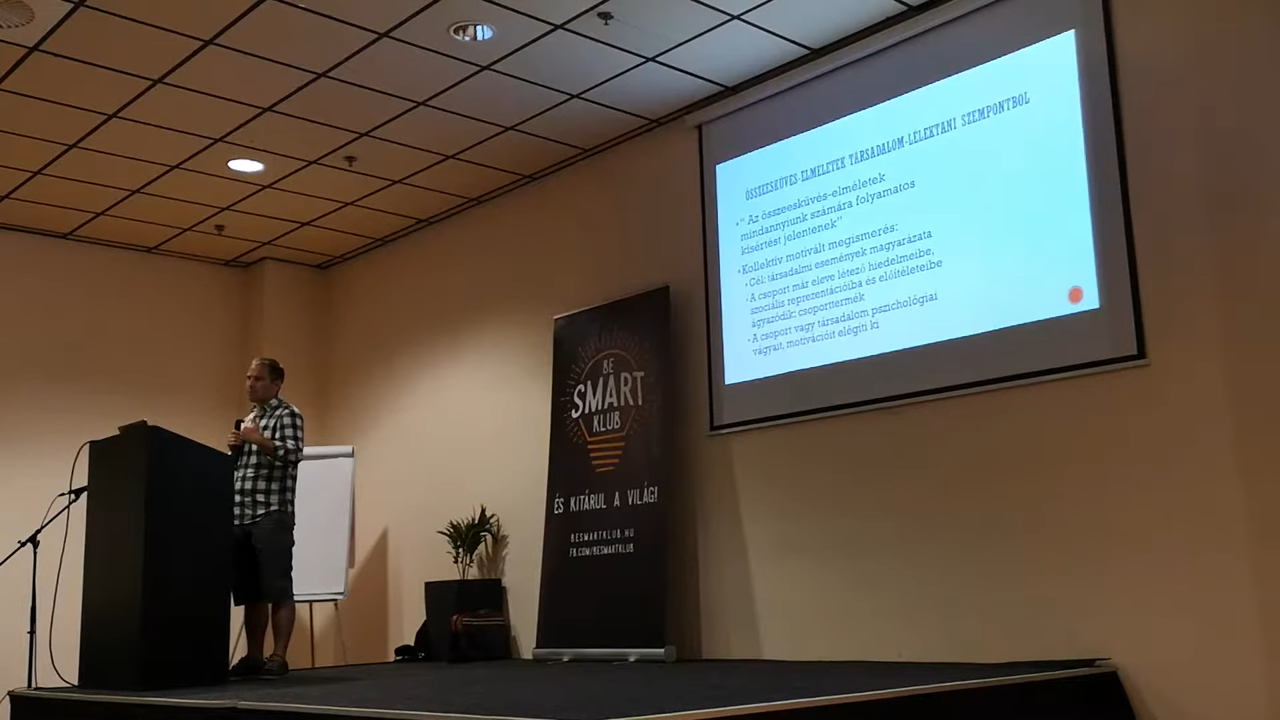 ÖSSZEESKÜVÉS-ELMÉLETEK TÁRSADALOM-LÉLEKTANI SZEMPONTBÓL
• " Az összeesküvés-elméletek
mindannyiunk számára folyamatos
kísértést jelentenek"
• Kollektív motivált megismerés:
• Cél: társadalmi események magyarázata
• A csoport már eleve létező hiedelmeibe,
szociális reprezentációiba és előítéleteibe
ágyazódik: csoporttermék
• A csoport vagy társadalom pszichológiai
vágyait, motivációit elégíti ki
BE
SMART
KLUB
ÉS KITÁRUL A VILÁG!
BESMARTKLUB.HU
FB.COM/BESMARTKLUB